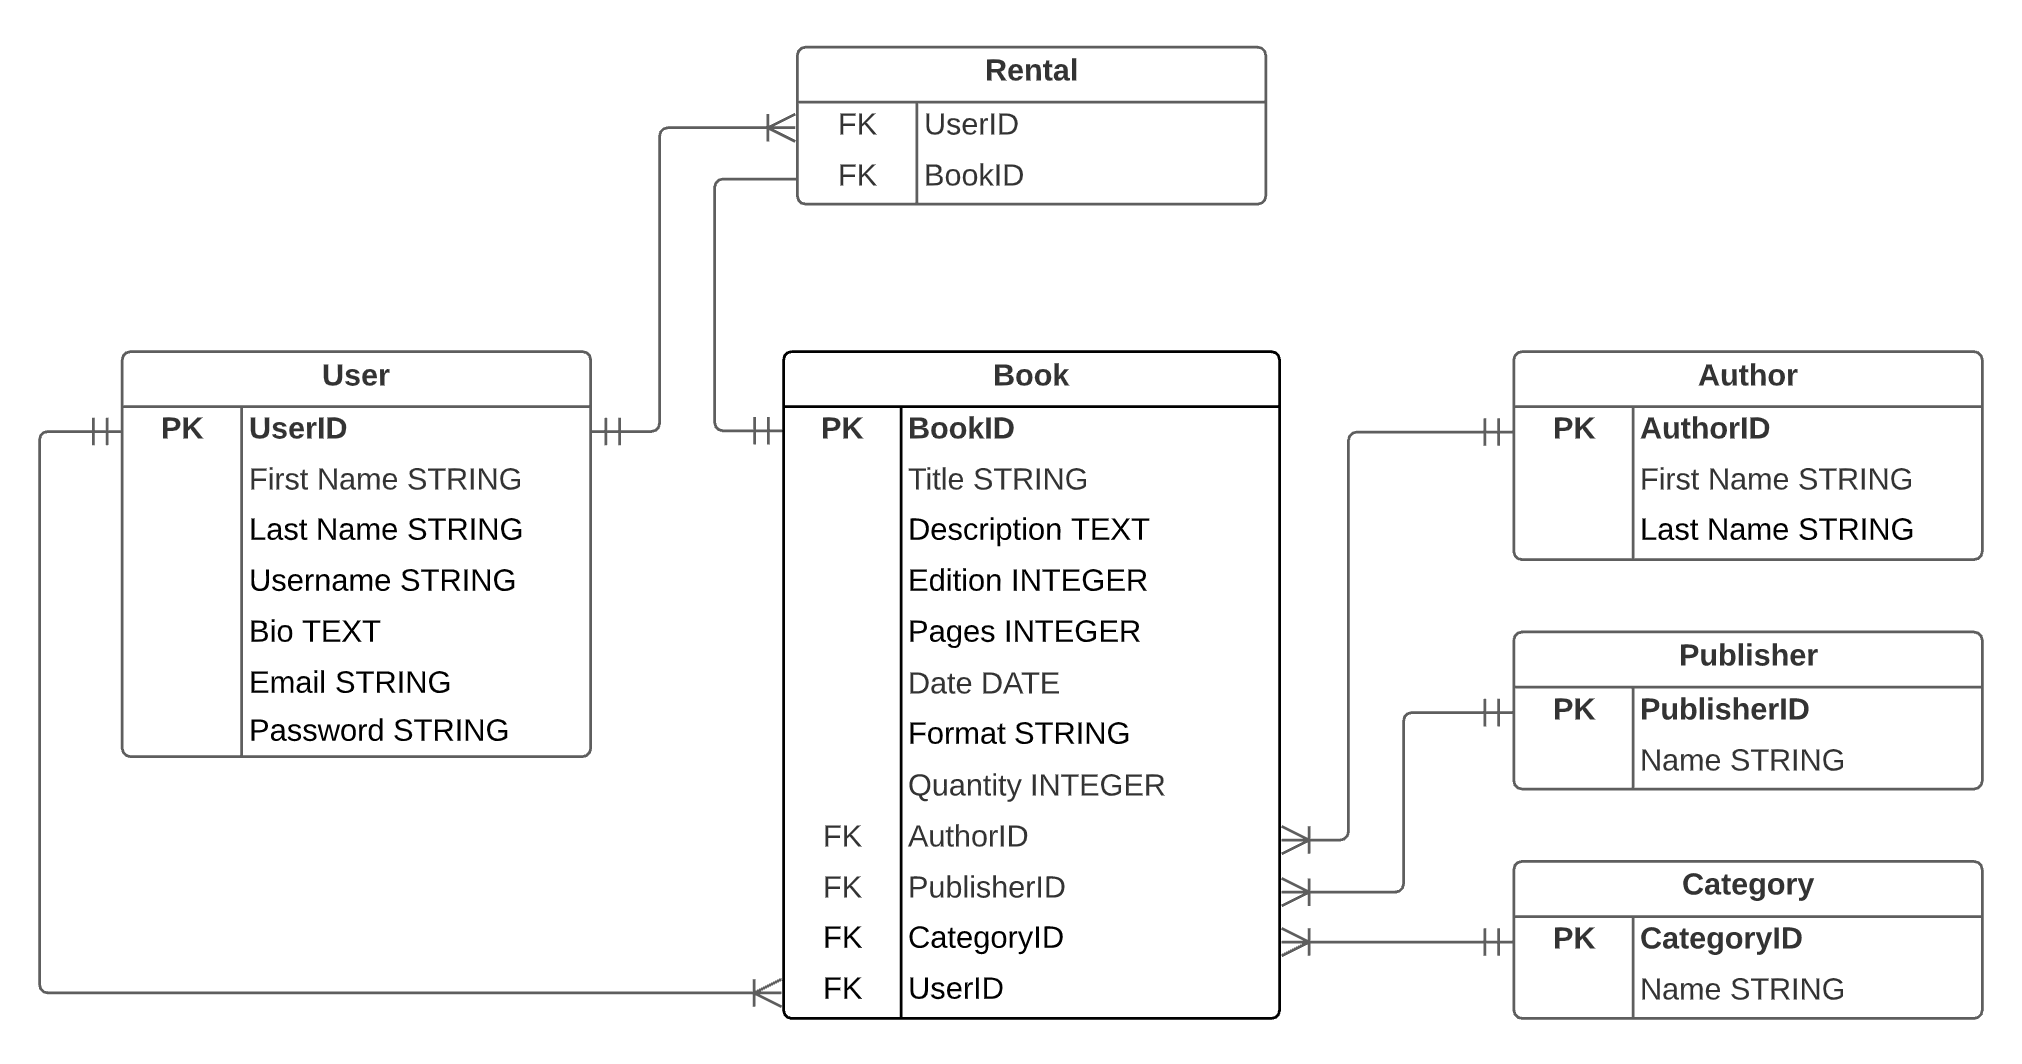 Rental
FK UserID
FK BookID
User
PK UserID
First Name STRING
Last Name STRING
Username STRING
Bio TEXT
Email STRING
Password STRING
Book
PK BookID
Title STRING
Description TEXT
Edition INTEGER
Pages INTEGER
Date DATE
Format STRING
Quantity INTEGER
FK AuthorID
FK PublisherID
FK CategoryID
FK UserID
Author
PK AuthorID
First Name STRING
Last Name STRING
Publisher
PK PublisherID
Name STRING
Category
PK CategoryID
Name STRING